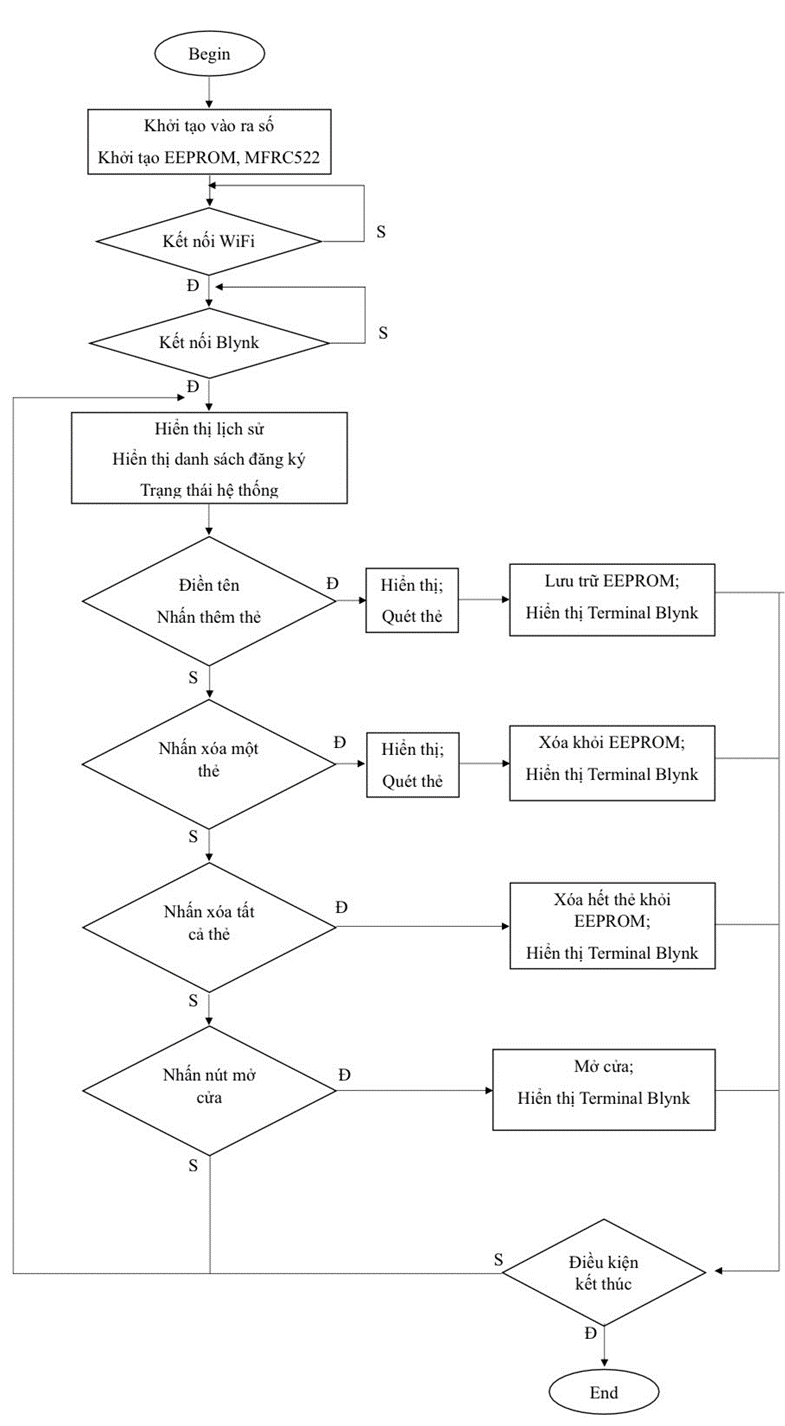 Begin
Khởi tạo vào ra số
Khởi tạo EEPROM, MFRC522
Kết nối WiFi
S
Đ
Kết nối Blynk
S
Đ
Hiển thị lịch sử
Hiển thị danh sách đăng ký
Trạng thái hệ thống
Điền tên
Nhấn thêm thẻ
Đ
Hiển thị;
Quét thẻ
Lưu trữ EEPROM;
Hiển thị Terminal Blynk
S
Nhấn xóa một
thẻ
Đ
Hiển thị;
Quét thẻ
Xóa khỏi EEPROM;
Hiển thị Terminal Blynk
S
Nhấn xóa tất
cả thẻ
Đ
Xóa hết thẻ khỏi
EEPROM;
Hiển thị Terminal Blynk
S
Nhấn nút mở
cửa
Đ
Mở cửa;
Hiển thị Terminal Blynk
S
S
Điều kiện
kết thúc
Đ
End